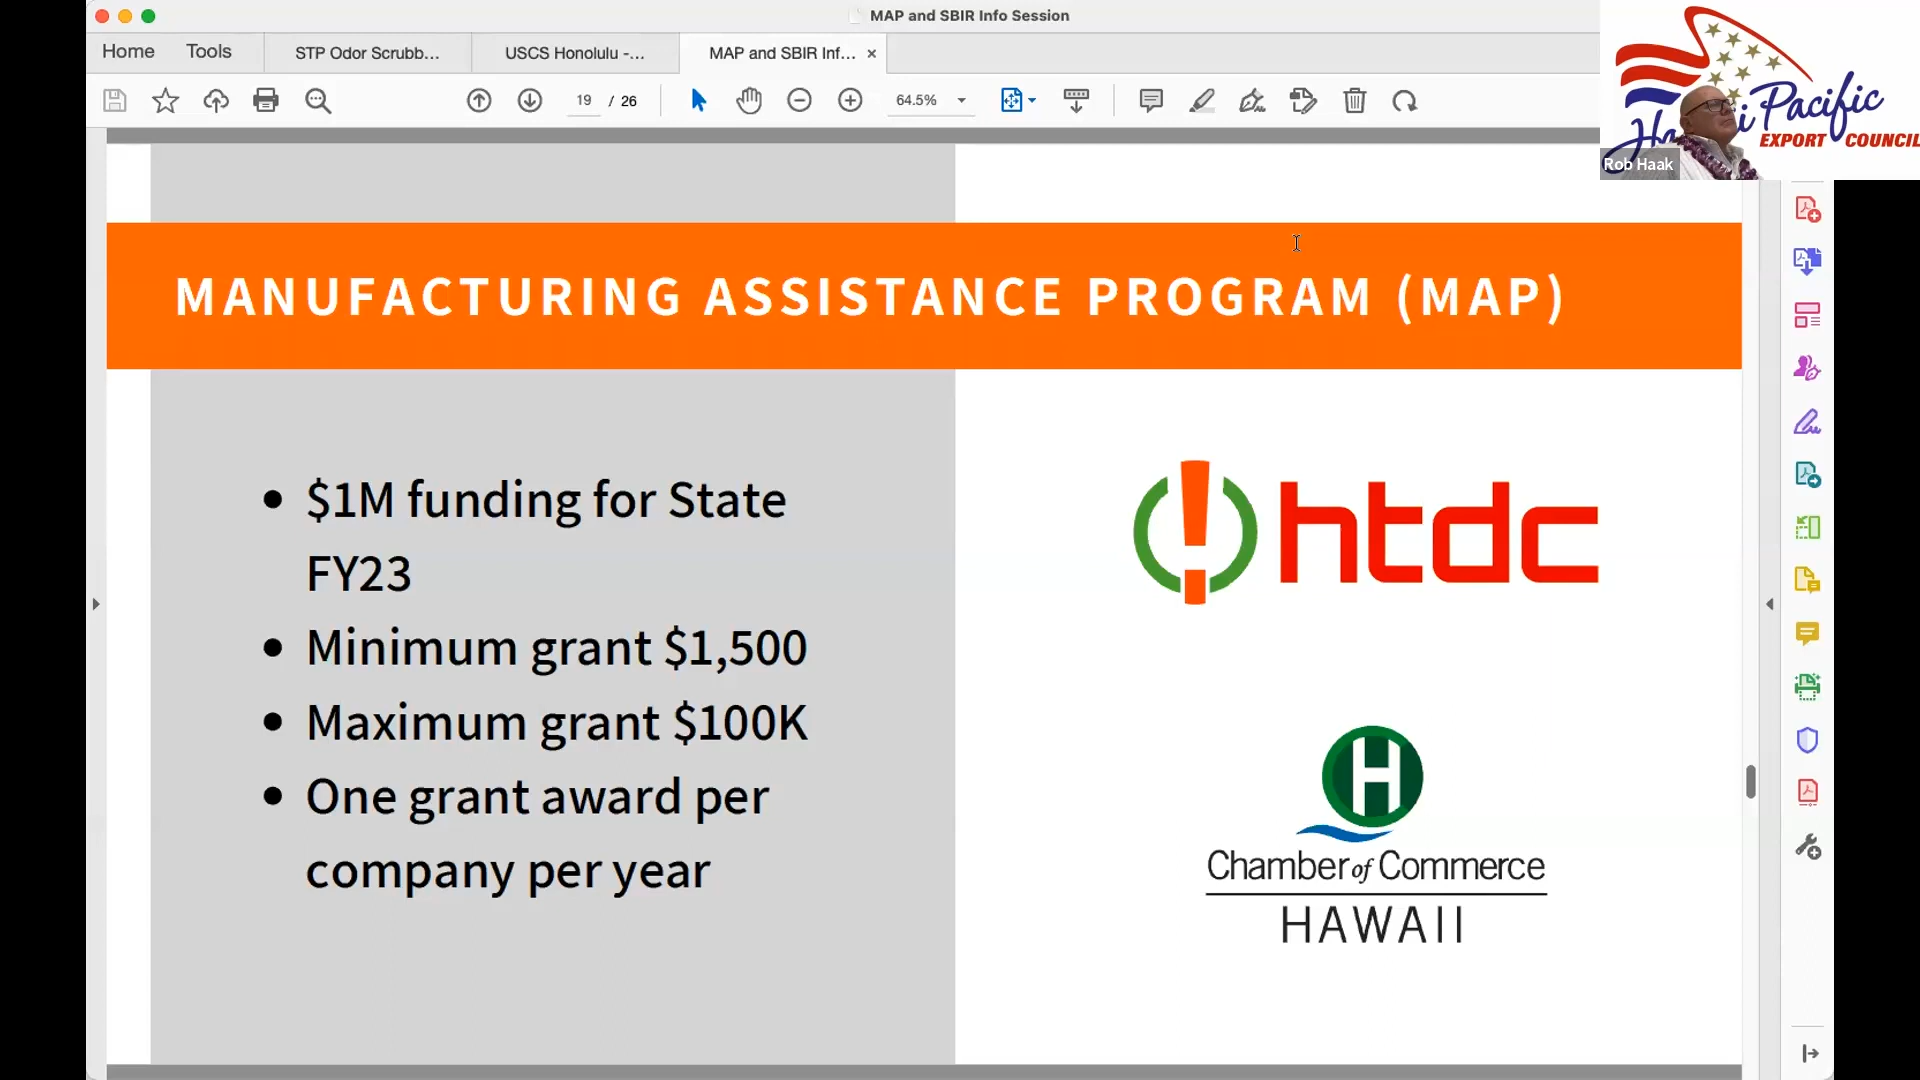 MAP and SBIR Info Session
Home
Tools
STP Odor Scrubb...
USCS Honolulu -...
MAP and SBIR Inf...
19 / 26
64.5%
Pacific
EXPORT COUNCIL
Rob Haak
MANUFACTURING ASSISTANCE PROGRAM (MAP)
• $1M funding for State
FY23
• Minimum grant $1,500
• Maximum grant $100K
• One grant award per
company per year
htdc
H
Chamber of Commerce
HAWAII